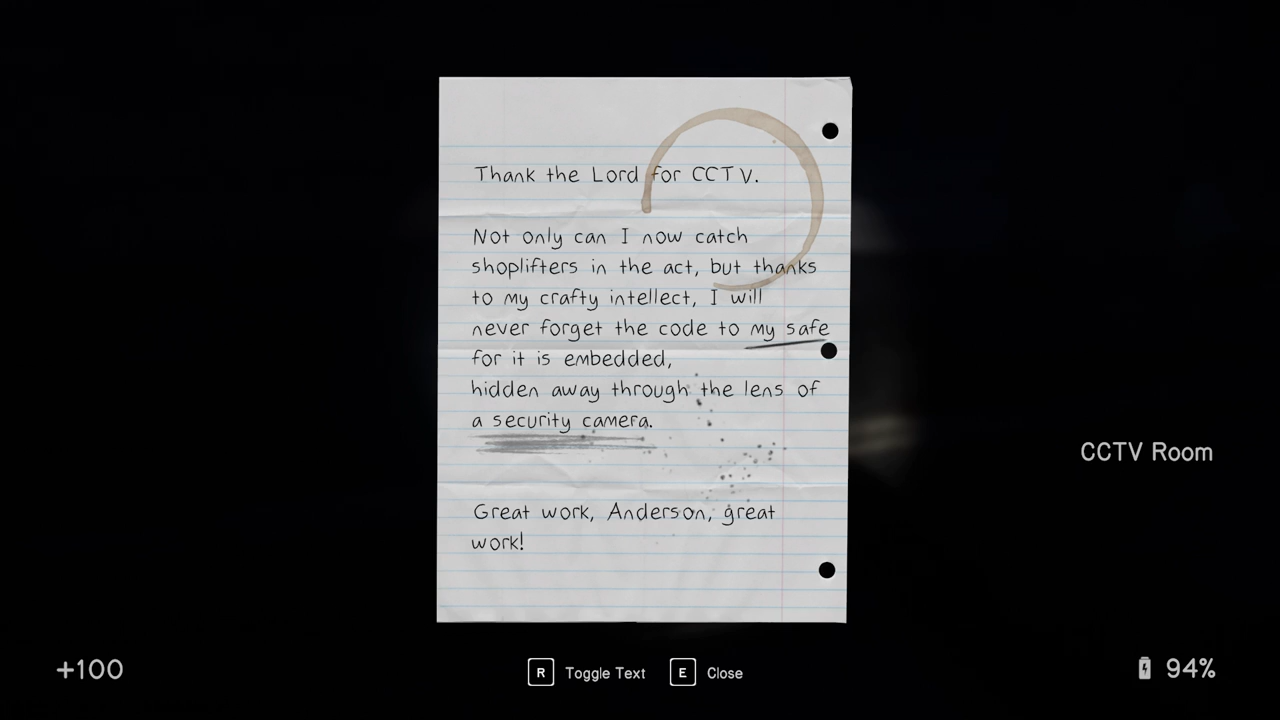 Thank the Lord for CCTV.
Not only can I now catch
shoplifters in the act, but thanks
to my crafty intellect, I will
never forget the code to my safe
for it is embedded,
hidden away through the lens of
a security camera.
CCTV Room
Great work, Anderson, great
work!
+100
R Toggle Text E Close
94%